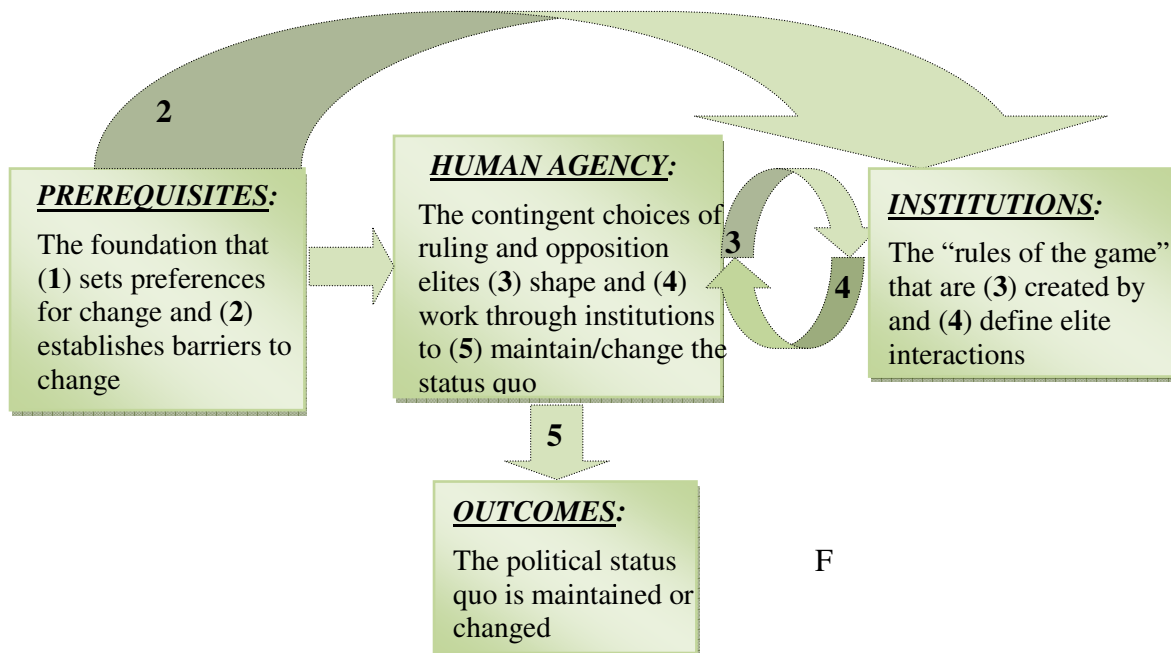 2
PREREQUISITES:
The foundation that
(1) sets preferences
for change and (2)
establishes barriers to
change
HUMAN AGENCY:
The contingent choices of
ruling and opposition
elites (3) shape and (4)
work through institutions
to (5) maintain/change the
status quo
3
4
INSTITUTIONS:
The “rules of the game”
that are (3) created by
and (4) define elite
interactions
5
OUTCOMES:
The political status
quo is maintained or
changed
F